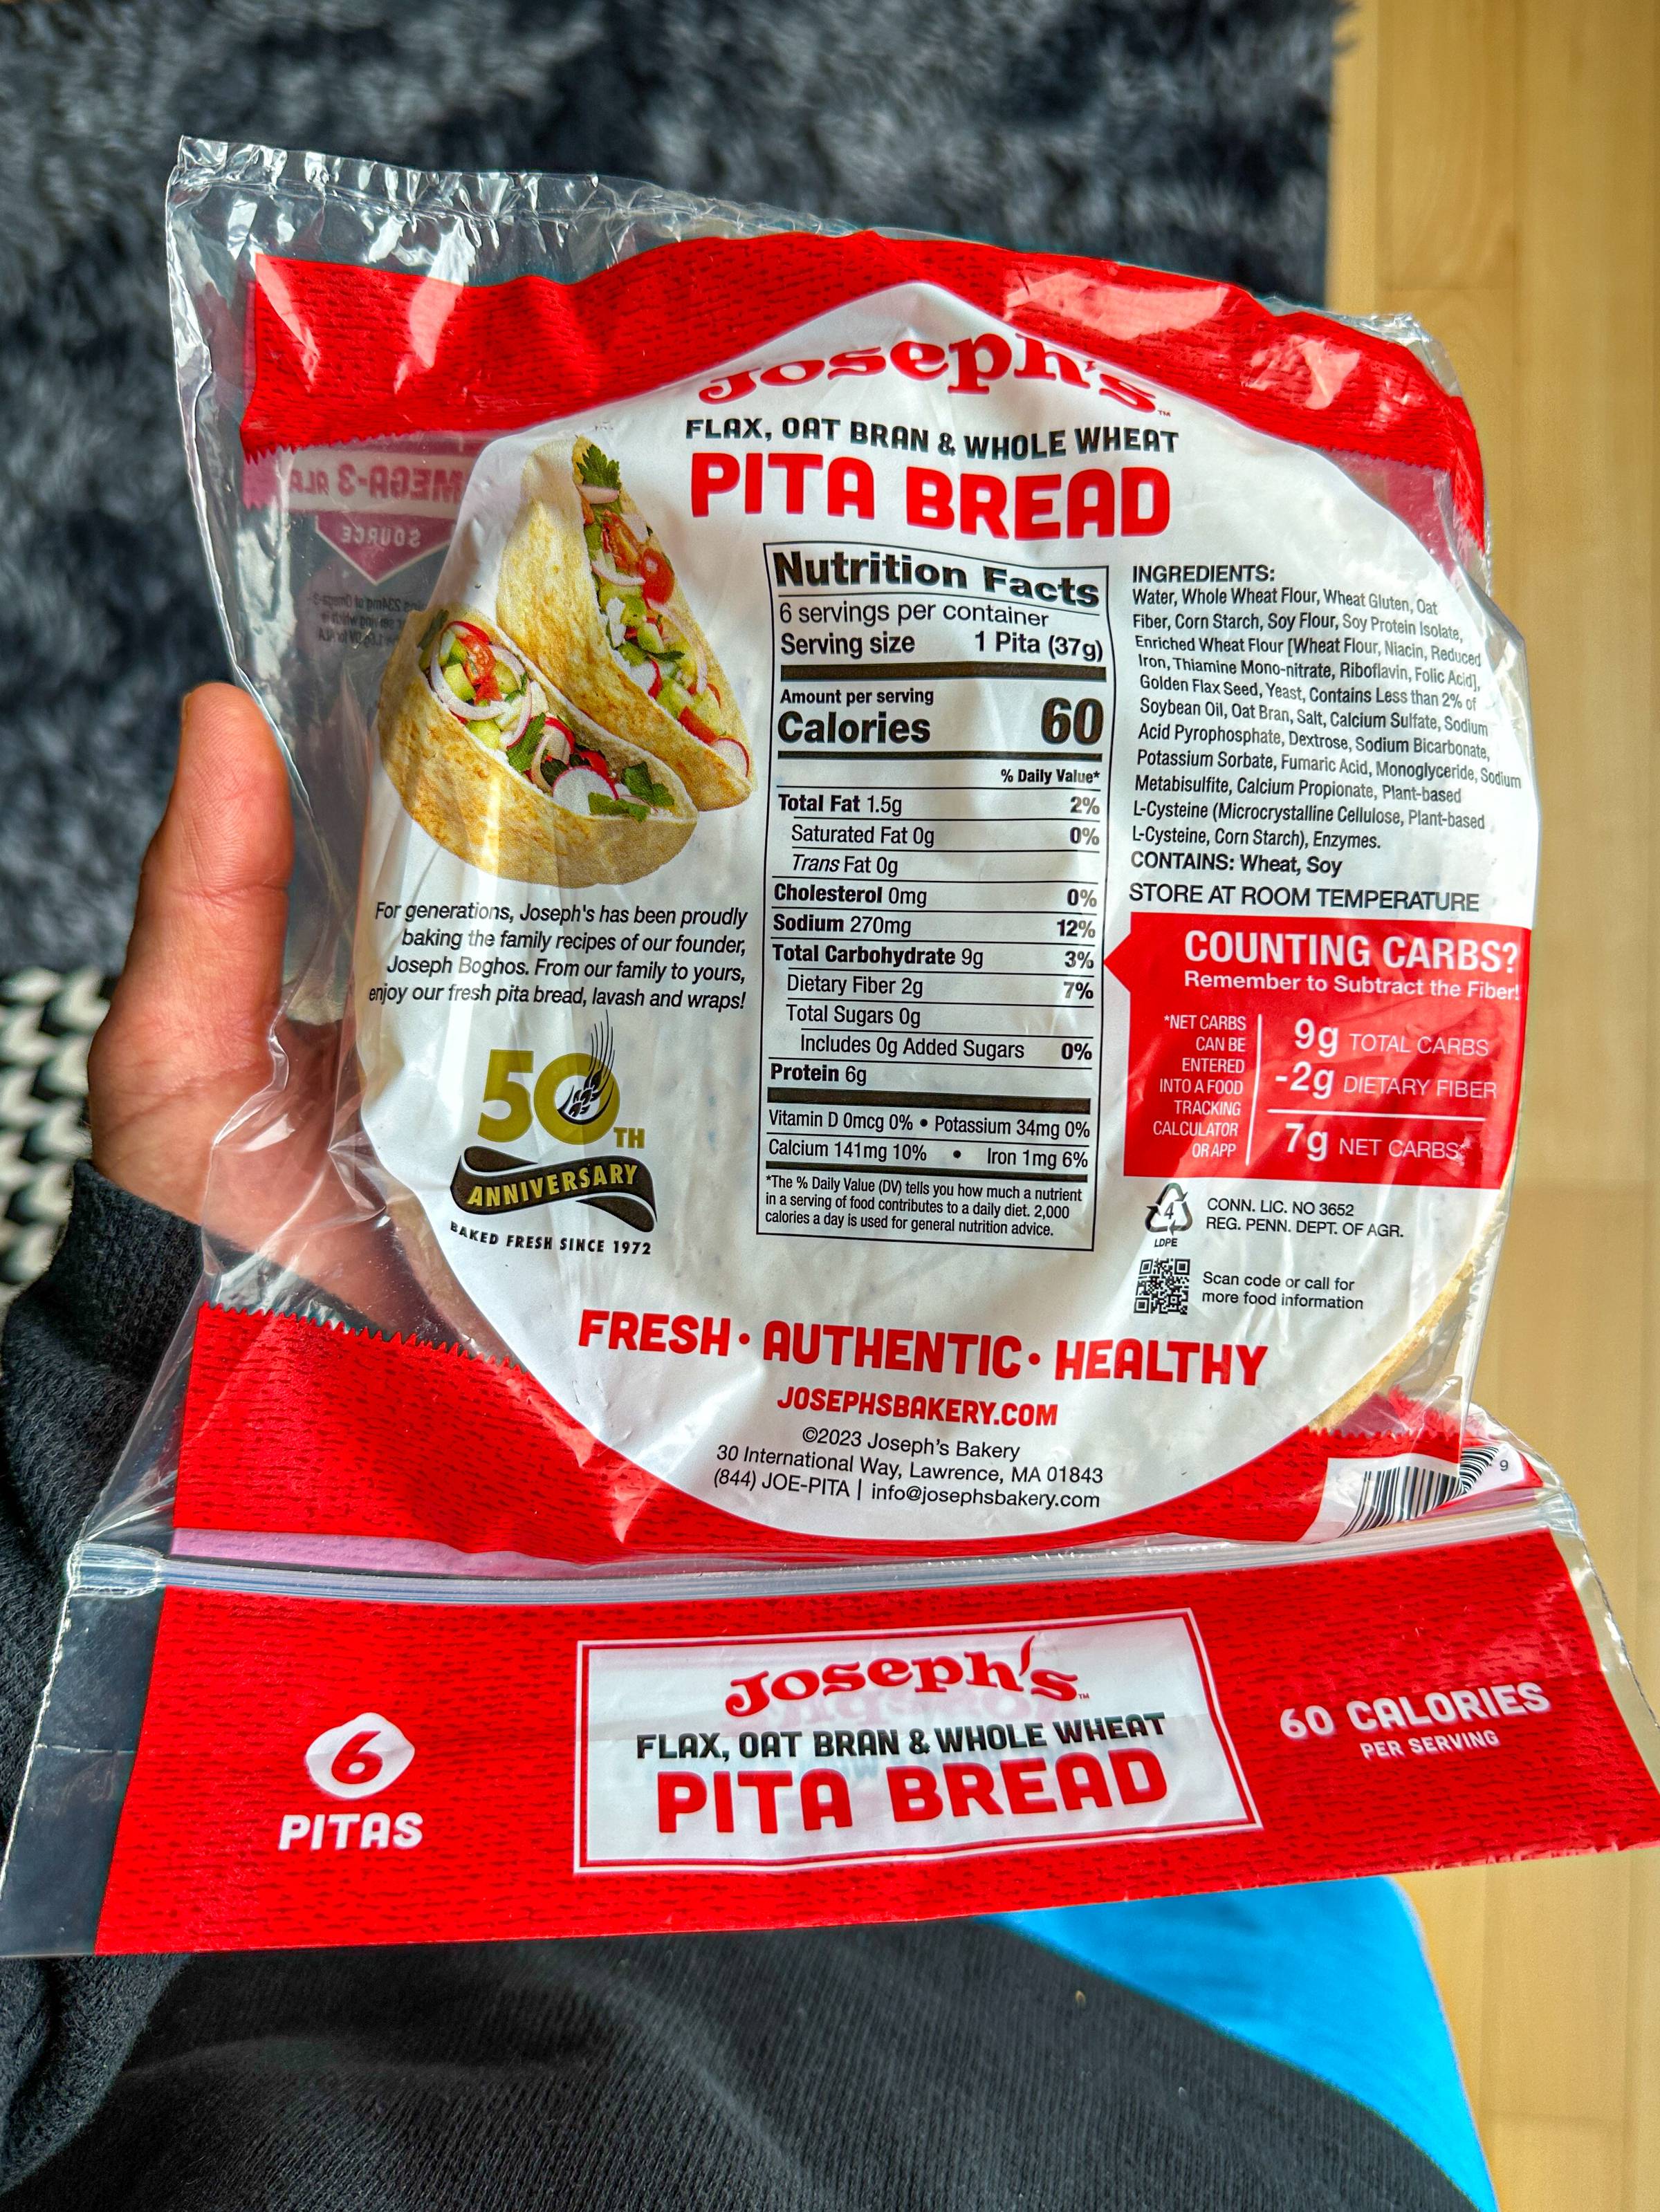 Joseph's™
FLAX, OAT BRAN & WHOLE WHEAT
PITA BREAD
MEGA-3 ALA
SOURCE
Nutrition Facts
6 servings per container
Serving size 1 Pita (37g)
Amount per serving
Calories 60
% Daily Value*
Total Fat 1.5g 2%
Saturated Fat 0g 0%
Trans Fat 0g
Cholesterol 0mg 0%
Sodium 270mg 12%
Total Carbohydrate 9g 3%
Dietary Fiber 2g 7%
Total Sugars 0g
Includes 0g Added Sugars 0%
Protein 6g
Vitamin D 0mcg 0% • Potassium 34mg 0%
Calcium 141mg 10% • Iron 1mg 6%
*The % Daily Value (DV) tells you how much a nutrient
in a serving of food contributes to a daily diet. 2,000
calories a day is used for general nutrition advice.
INGREDIENTS:
Water, Whole Wheat Flour, Wheat Gluten, Oat
Fiber, Corn Starch, Soy Flour, Soy Protein Isolate,
Enriched Wheat Flour [Wheat Flour, Niacin, Reduced
Iron, Thiamine Mono-nitrate, Riboflavin, Folic Acid],
Golden Flax Seed, Yeast, Contains Less than 2% of
Soybean Oil, Oat Bran, Salt, Calcium Sulfate, Sodium
Acid Pyrophosphate, Dextrose, Sodium Bicarbonate,
Potassium Sorbate, Fumaric Acid, Monoglyceride, Sodium
Metabisulfite, Calcium Propionate, Plant-based
L-Cysteine (Microcrystalline Cellulose, Plant-based
L-Cysteine, Corn Starch), Enzymes.
CONTAINS: Wheat, Soy
STORE AT ROOM TEMPERATURE
COUNTING CARBS?
Remember to Subtract the Fiber!
*NET CARBS
CAN BE
ENTERED
INTO A FOOD
TRACKING
CALCULATOR
OR APP
9g TOTAL CARBS
-2g DIETARY FIBER
7g NET CARBS*
4
LDPE
CONN. LIC. NO 3652
REG. PENN. DEPT. OF AGR.
Scan code or call for
more food information
For generations, Joseph's has been proudly
baking the family recipes of our founder,
Joseph Boghos. From our family to yours,
enjoy our fresh pita bread, lavash and wraps!
50TH
ANNIVERSARY
BAKED FRESH SINCE 1972
FRESH • AUTHENTIC • HEALTHY
JOSEPHSBAKERY.COM
©2023 Joseph's Bakery
30 International Way, Lawrence, MA 01843
(844) JOE-PITA | info@josephsbakery.com
9
6
PITAS
Joseph's™
FLAX, OAT BRAN & WHOLE WHEAT
PITA BREAD
60 CALORIES
PER SERVING